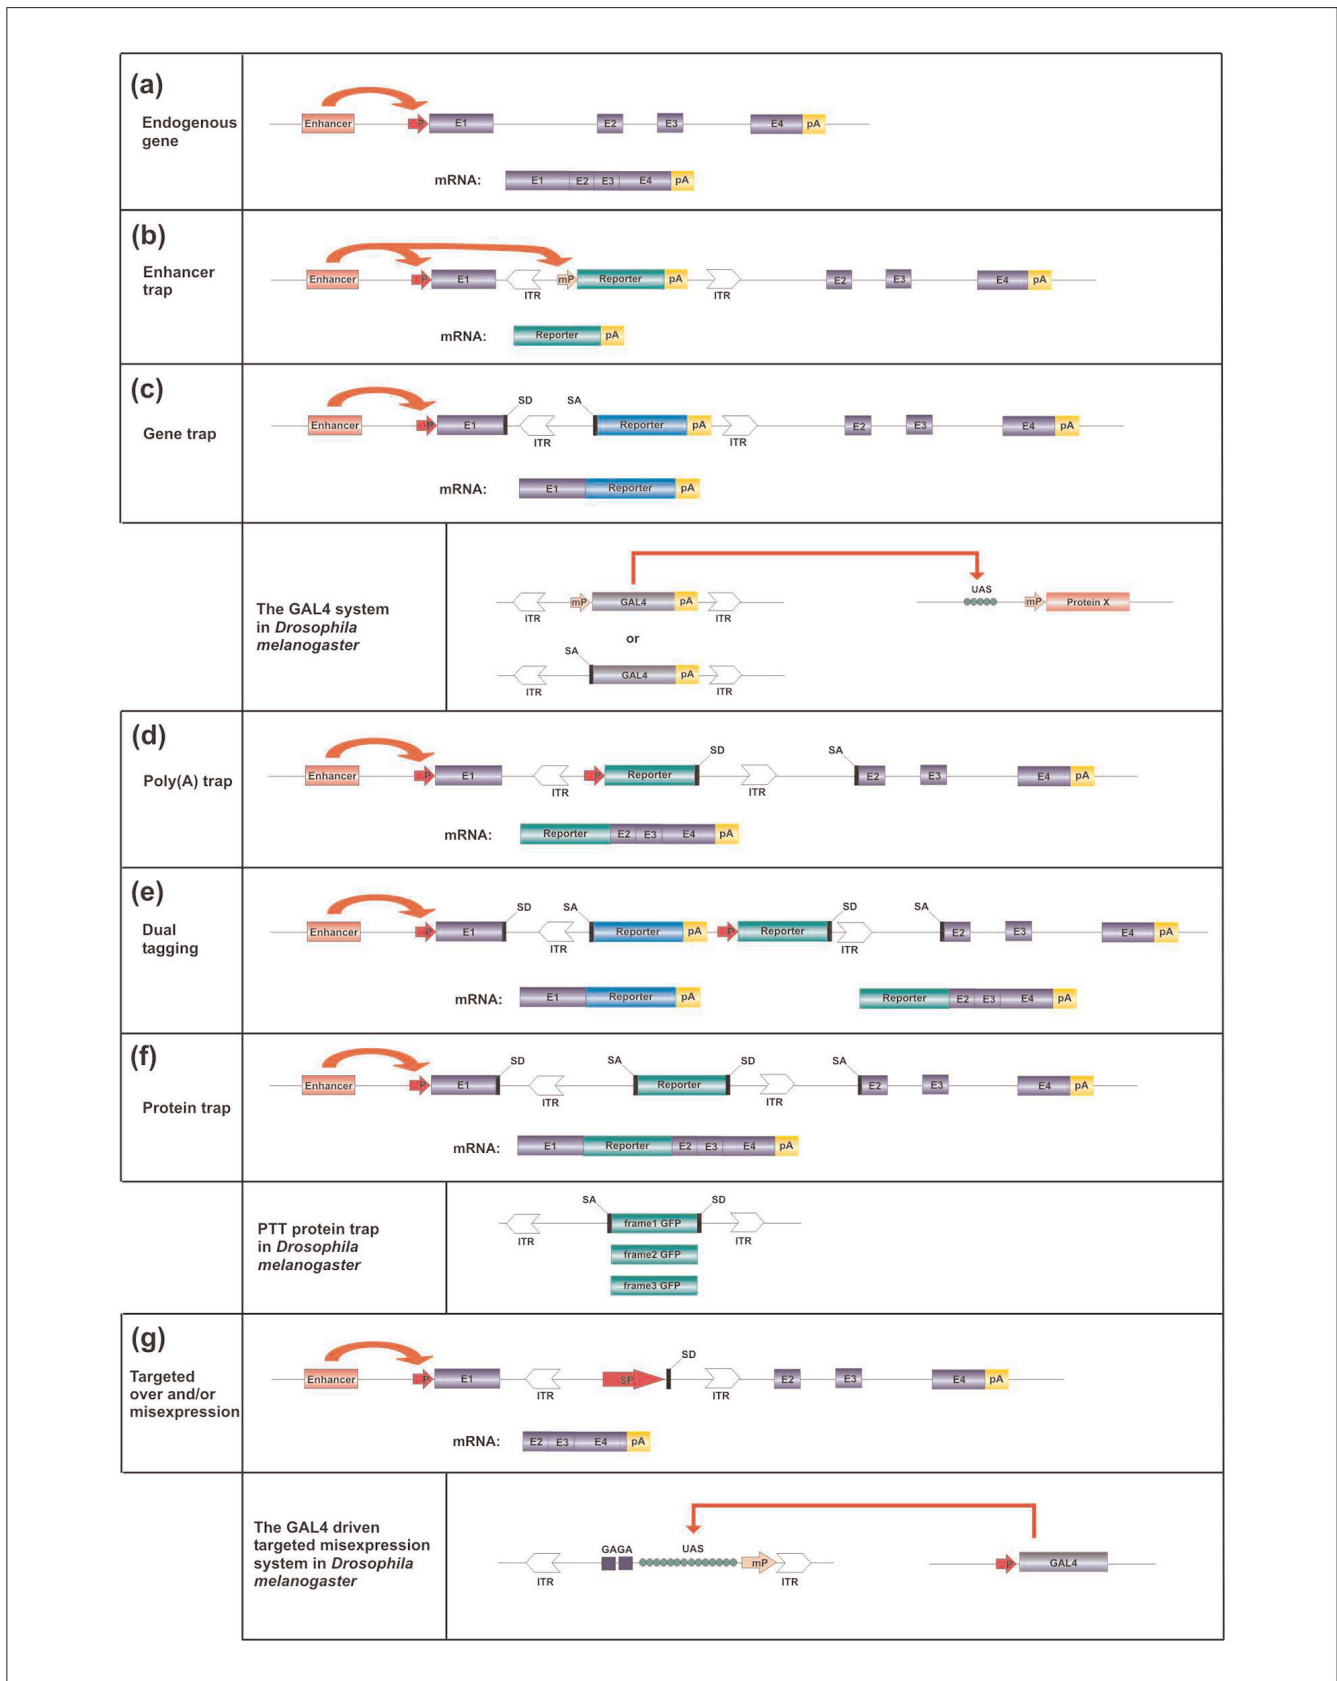 (a)
Endogenous
gene
Enhancer P E1 E2 E3 E4 pA
mRNA: E1 E2 E3 E4 pA
(b)
Enhancer
trap
Enhancer P E1 ITR mP Reporter pA ITR E2 E3 E4 pA
mRNA: Reporter pA
(c)
Gene trap
SD SA
Enhancer P E1 ITR Reporter pA ITR E2 E3 E4 pA
mRNA: E1 Reporter pA
The GAL4 system
in Drosophila
melanogaster
UAS
ITR mP GAL4 pA ITR mP Protein X
or
SA
ITR GAL4 pA ITR
(d)
Poly(A) trap
SD SA
Enhancer P E1 ITR P Reporter ITR E2 E3 E4 pA
mRNA: Reporter E2 E3 E4 pA
(e)
Dual
tagging
SD SA SD SA
Enhancer P E1 ITR Reporter pA P Reporter ITR E2 E3 E4 pA
mRNA: E1 Reporter pA Reporter E2 E3 E4 pA
(f)
Protein trap
SD SA SD SA
Enhancer P E1 ITR Reporter ITR E2 E3 E4 pA
mRNA: E1 Reporter E2 E3 E4 pA
PTT protein trap
in Drosophila
melanogaster
SA SD
ITR frame1 GFP ITR
frame2 GFP
frame3 GFP
(g)
Targeted
over and/or
misexpression
SD
Enhancer P E1 ITR SP ITR E2 E3 E4 pA
mRNA: E2 E3 E4 pA
The GAL4 driven
targeted misexpression
system in Drosophila
melanogaster
GAGA UAS
ITR mP ITR P GAL4